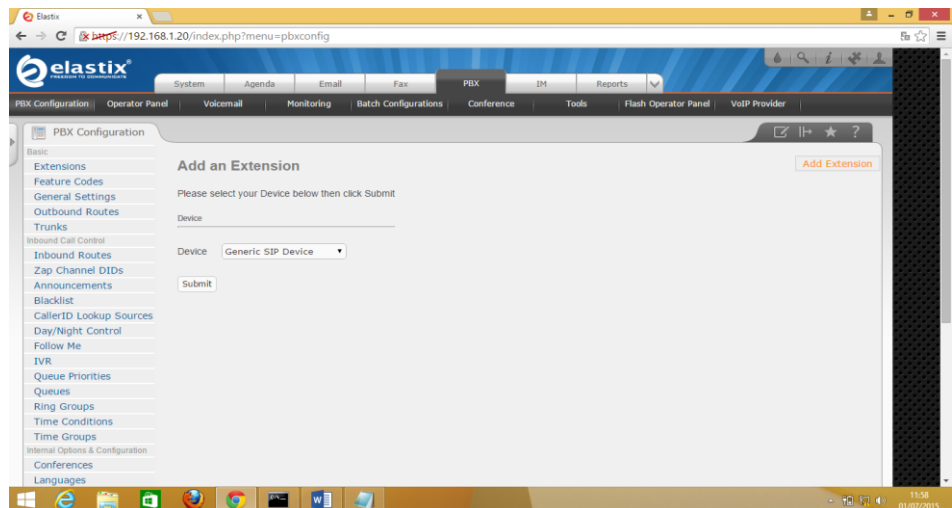 Elastix
https://192.168.1.20/index.php?menu=pbxconfig
elastix®
FREEDOM TO COMMUNICATE
System Agenda Email Fax PBX IM Reports
PBX Configuration Operator Panel Voicemail Monitoring Batch Configurations Conference Tools Flash Operator Panel VoIP Provider
PBX Configuration
Basic
Extensions
Feature Codes
General Settings
Outbound Routes
Trunks
Inbound Call Control
Inbound Routes
Zap Channel DIDs
Announcements
Blacklist
CallerID Lookup Sources
Day/Night Control
Follow Me
IVR
Queue Priorities
Queues
Ring Groups
Time Conditions
Time Groups
Internal Options & Configuration
Conferences
Languages
Add an Extension
Add Extension
Please select your Device below then click Submit
Device
Device Generic SIP Device
Submit
11:58
01/07/2015